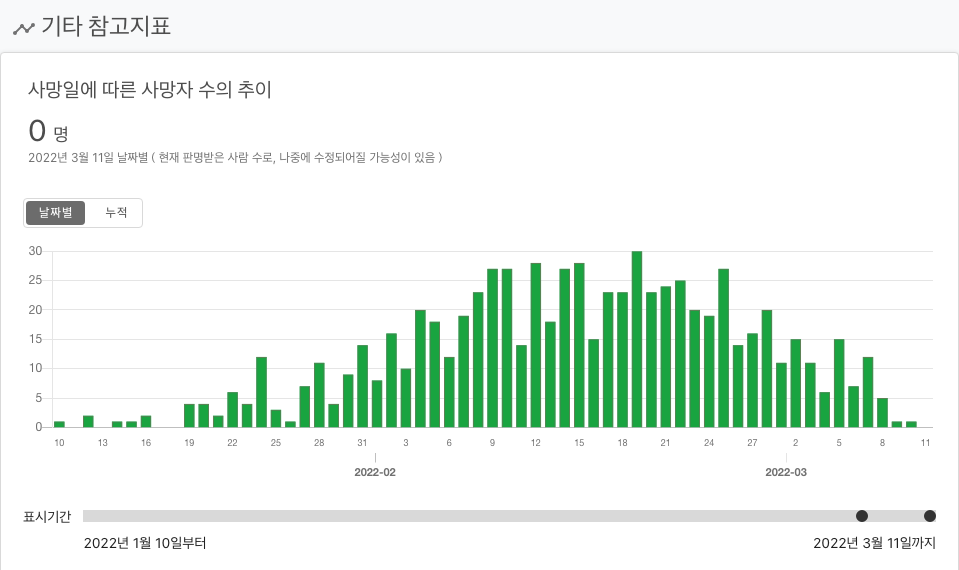 기타 참고지표
사망일에 따른 사망자 수의 추이
0 명
2022년 3월 11일 날짜별 ( 현재 판명받은 사람 수로, 나중에 수정되어질 가능성이 있음 )
날짜별 누적
30
25
20
15
10
5
0
10 13 16 19 22 25 28 31 3 6 9 12 15 18 21 24 27 2 5 8 11
2022-02 2022-03
표시기간
2022년 1월 10일부터 2022년 3월 11일까지